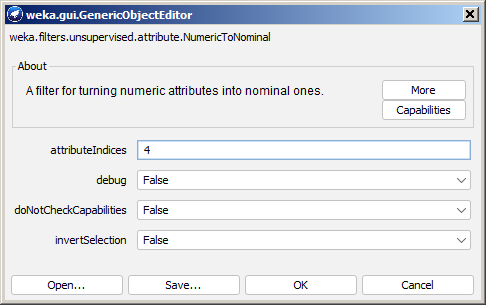 weka.gui.GenericObjectEditor
weka.filters.unsupervised.attribute.NumericToNominal
About
A filter for turning numeric attributes into nominal ones.
More
Capabilities
attributeIndices 4
debug False
doNotCheckCapabilities False
invertSelection False
Open... Save... OK Cancel